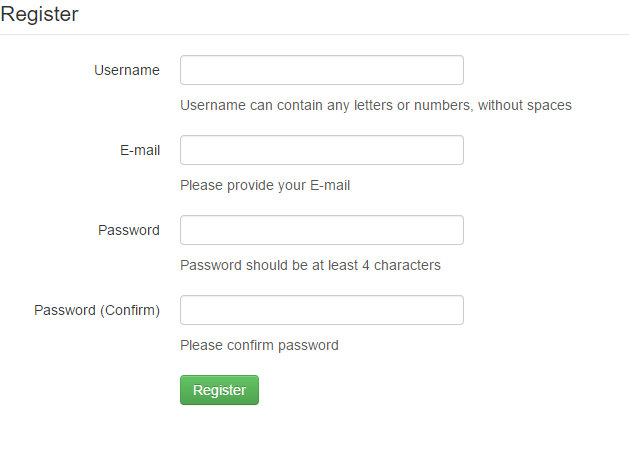 Register
Username
Username can contain any letters or numbers, without spaces
E-mail
Please provide your E-mail
Password
Password should be at least 4 characters
Password (Confirm)
Please confirm password
Register